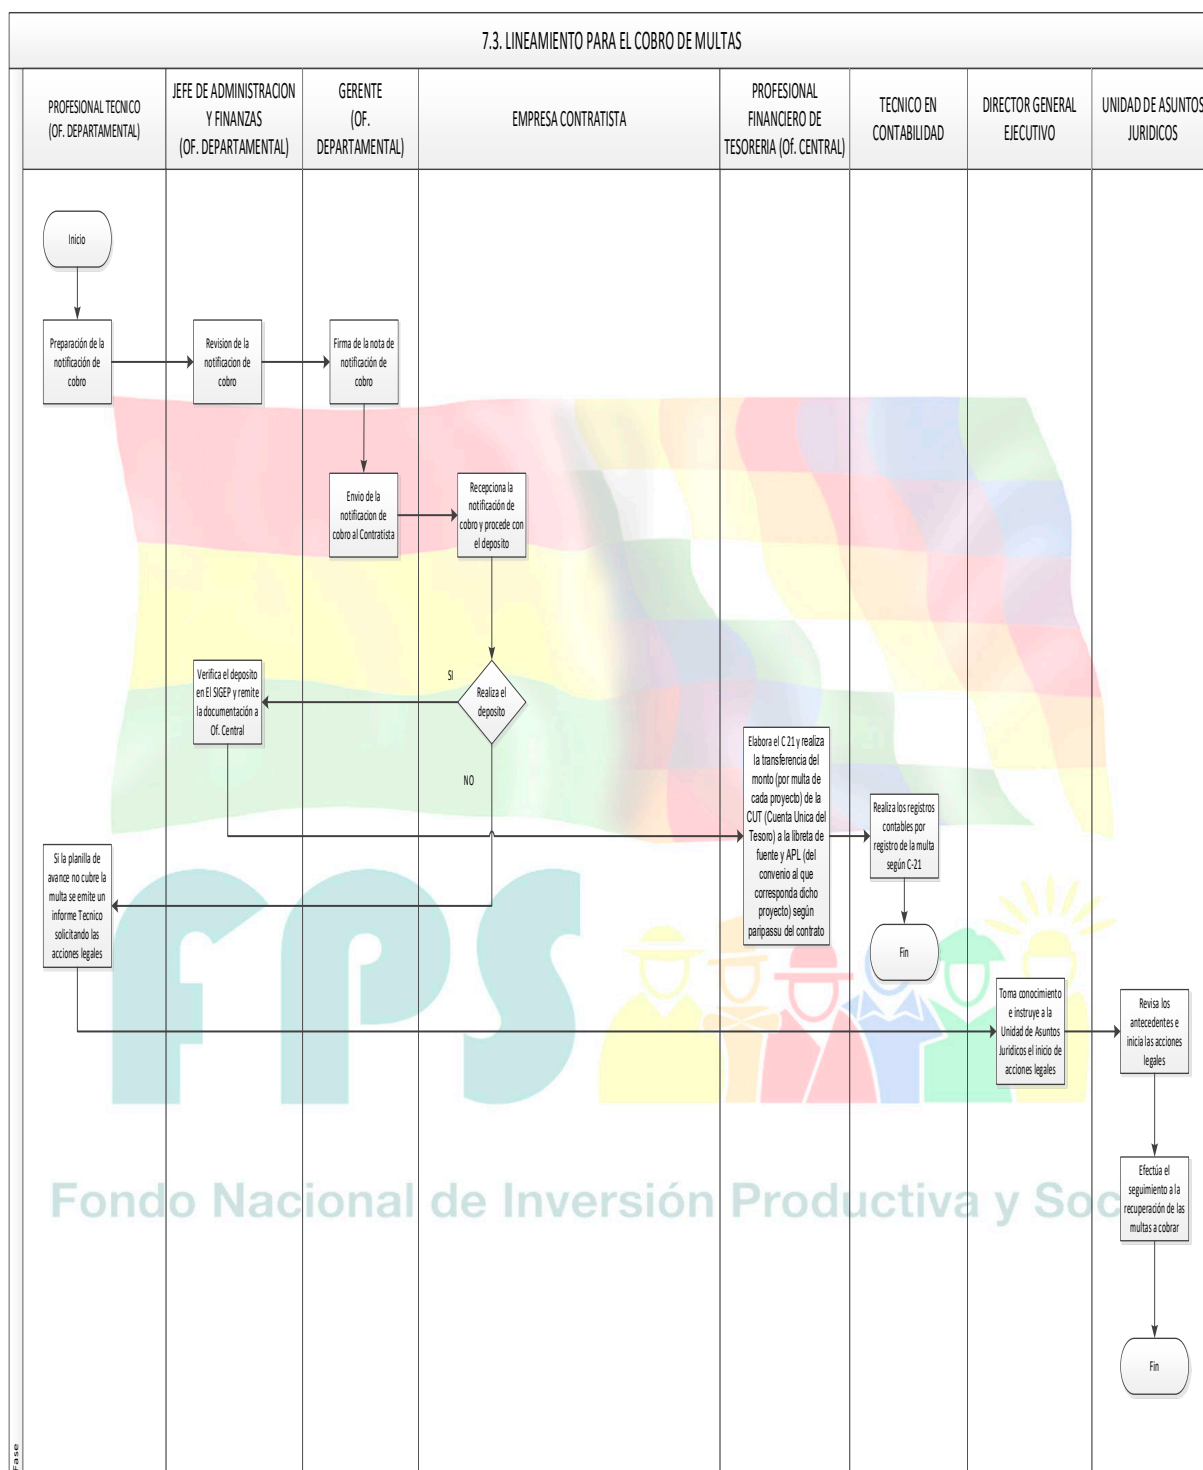 7.3. LINEAMIENTO PARA EL COBRO DE MULTAS
PROFESIONAL TECNICO
(OF. DEPARTAMENTAL)
JEFE DE ADMINISTRACION
Y FINANZAS
(OF. DEPARTAMENTAL)
GERENTE
(OF.
DEPARTAMENTAL)
EMPRESA CONTRATISTA
PROFESIONAL
FINANCIERO DE
TESORERIA (Of. CENTRAL)
TECNICO EN
CONTABILIDAD
DIRECTOR GENERAL
EJECUTIVO
UNIDAD DE ASUNTOS
JURIDICOS
Inicio
Preparación de la
notificación de
cobro
Revision de la
notificacion de
cobro
Firma de la nota de
notificación de
cobro
Envio de la
notificacion de
cobro al Contratista
Recepciona la
notificación de
cobro y procede con
el deposito
Realiza el
deposito
SI
NO
Verifica el deposito
en El SIGEP y remite
la documentación a
Of. Central
Elabora el C 21 y realiza
la transferencia del
monto (por multa de
cada proyecto) de la
CUT (Cuenta Unica del
Tesoro) a la libreta de
fuente y APL (del
convenio al que
corresponda dicho
proyecto) según
paripassu del contrato
Realiza los registros
contables por
registro de la multa
según C-21
Fin
Si la planilla de
avance no cubre la
multa se emite un
informe Tecnico
solicitando las
acciones legales
Toma conocimiento
e instruye a la
Unidad de Asuntos
Juridicos el inicio de
acciones legales
Revisa los
antecedentes e
inicia las acciones
legales
Efectúa el
seguimiento a la
recuperación de las
multas a cobrar
Fin
FPS
Fondo Nacional de Inversión Productiva y Soc
Fase